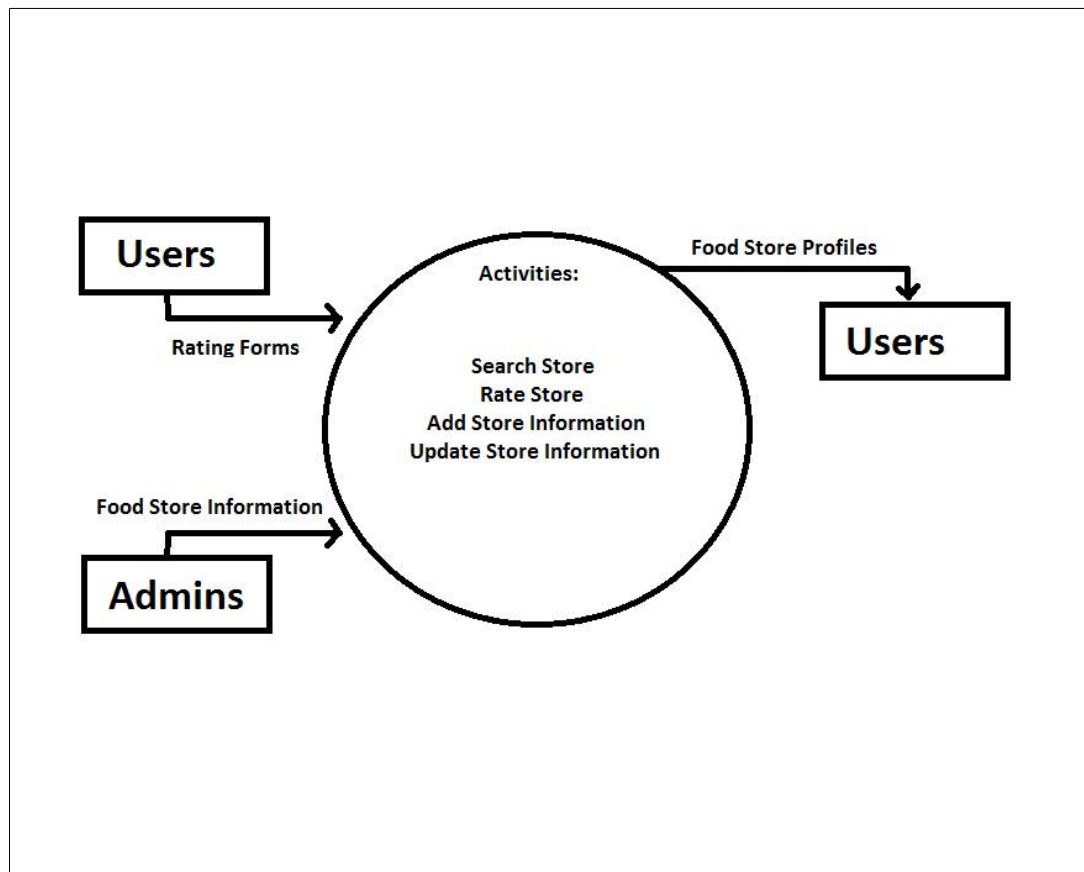 Users
Rating Forms
Food Store Information
Admins
Activities:
Search Store
Rate Store
Add Store Information
Update Store Information
Food Store Profiles
Users